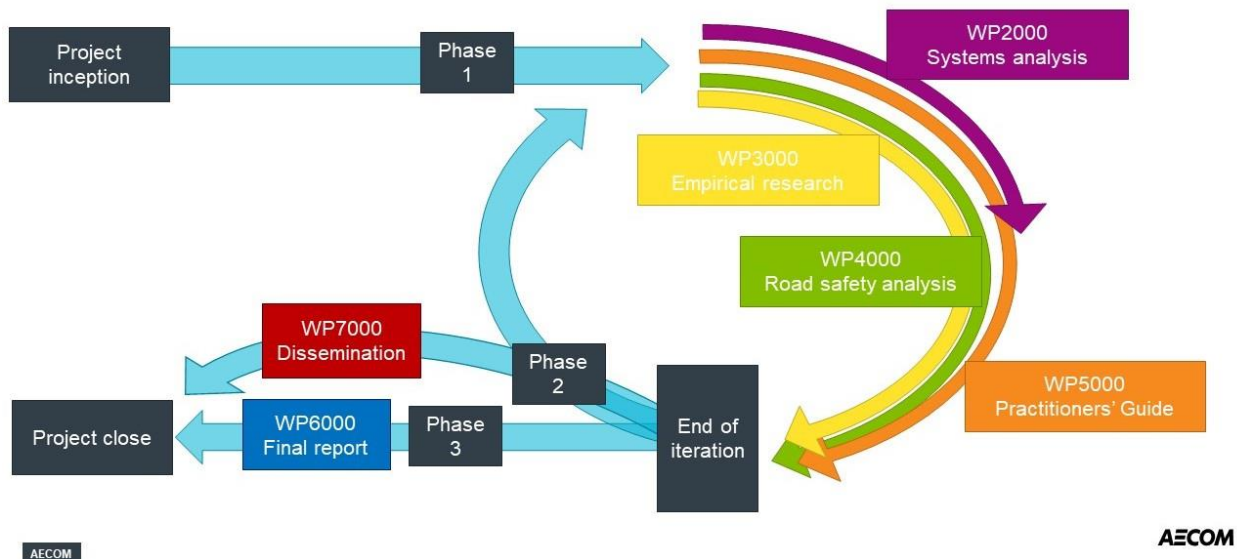 Project
inception
Phase
1
WP2000
Systems analysis
WP3000
Empirical research
WP4000
Road safety analysis
WP7000
Dissemination
Phase
2
WP5000
Practitioners' Guide
Project close
WP6000
Final report
Phase
3
End of
iteration
AECOM
AECOM